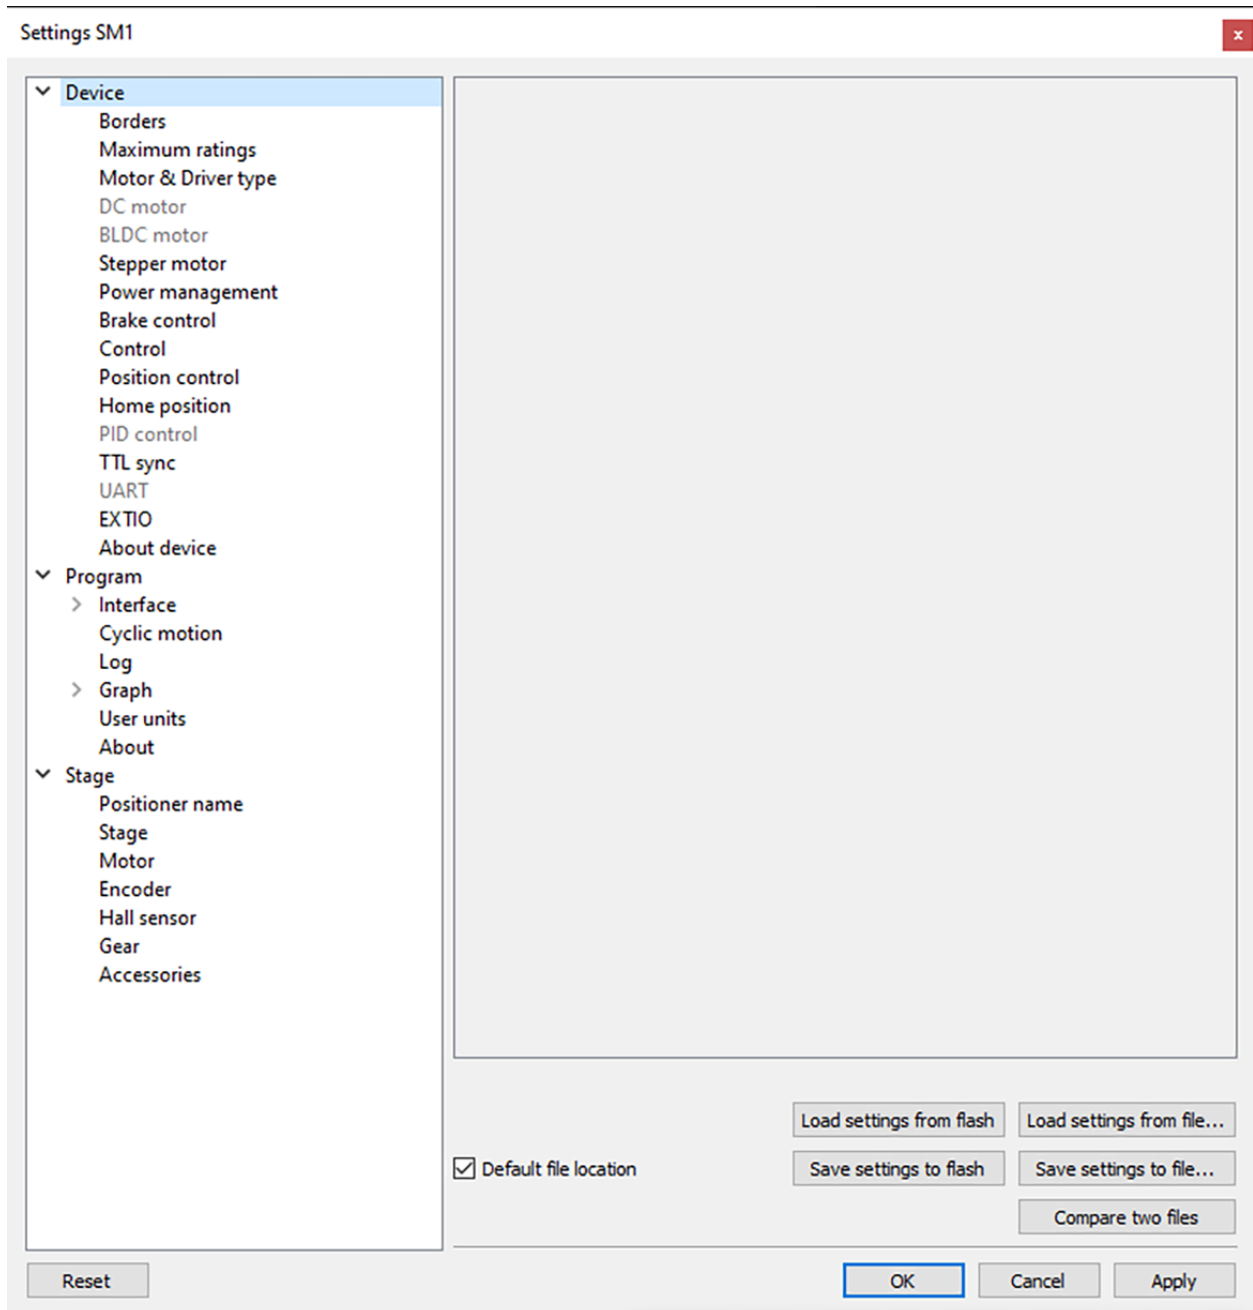 Settings SM1
x
Device
Borders
Maximum ratings
Motor & Driver type
DC motor
BLDC motor
Stepper motor
Power management
Brake control
Control
Position control
Home position
PID control
TTL sync
UART
EXTIO
About device
Program
Interface
Cyclic motion
Log
Graph
User units
About
Stage
Positioner name
Stage
Motor
Encoder
Hall sensor
Gear
Accessories
Load settings from flash
Load settings from file...
Default file location
Save settings to flash
Save settings to file...
Compare two files
Reset
OK
Cancel
Apply